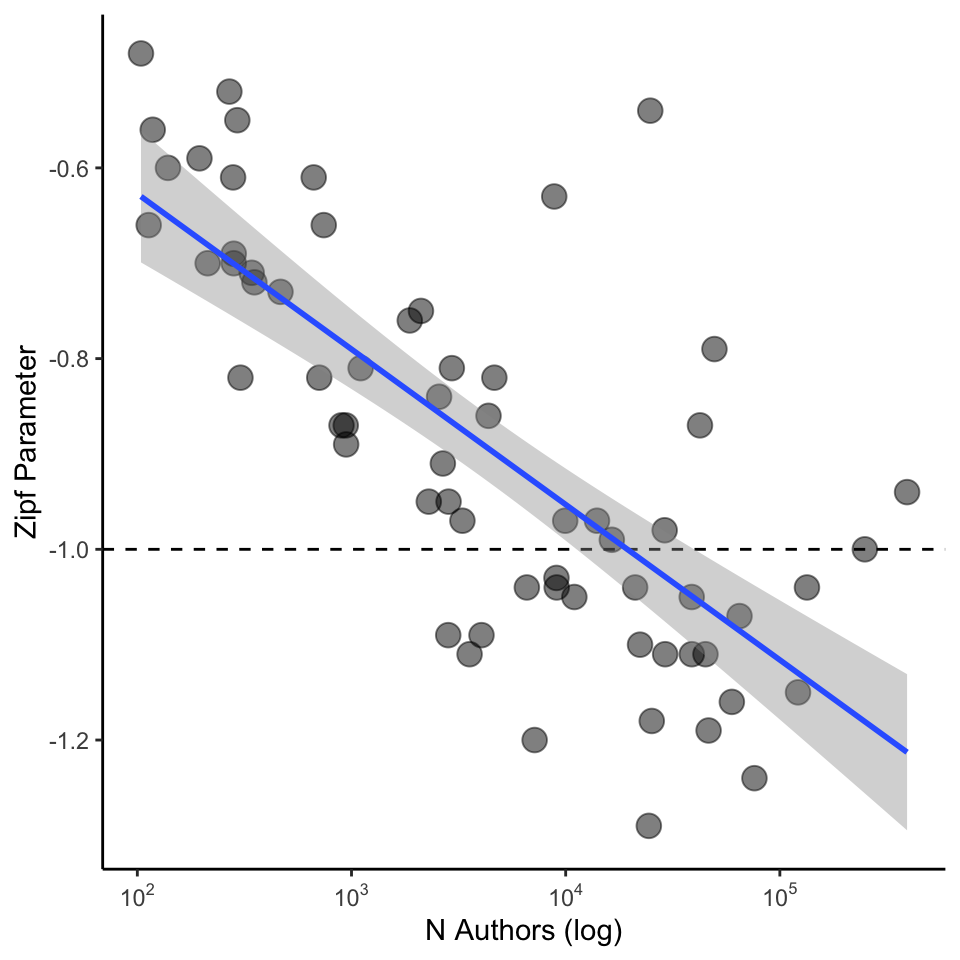 -0.6
-0.8
-1.0
-1.2
Zipf Parameter
10² 10³ 10⁴ 10⁵
N Authors (log)